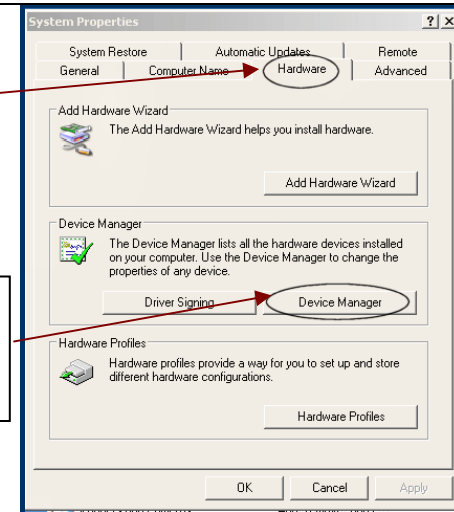 System Properties
System Restore Automatic Updates Remote
General Computer Name Hardware Advanced
Add Hardware Wizard
The Add Hardware Wizard helps you install hardware.
Add Hardware Wizard
Device Manager
The Device Manager lists all the hardware devices installed
on your computer. Use the Device Manager to change the
properties of any device.
Driver Signing Device Manager
Hardware Profiles
Hardware profiles provide a way for you to set up and store
different hardware configurations.
Hardware Profiles
OK Cancel Apply